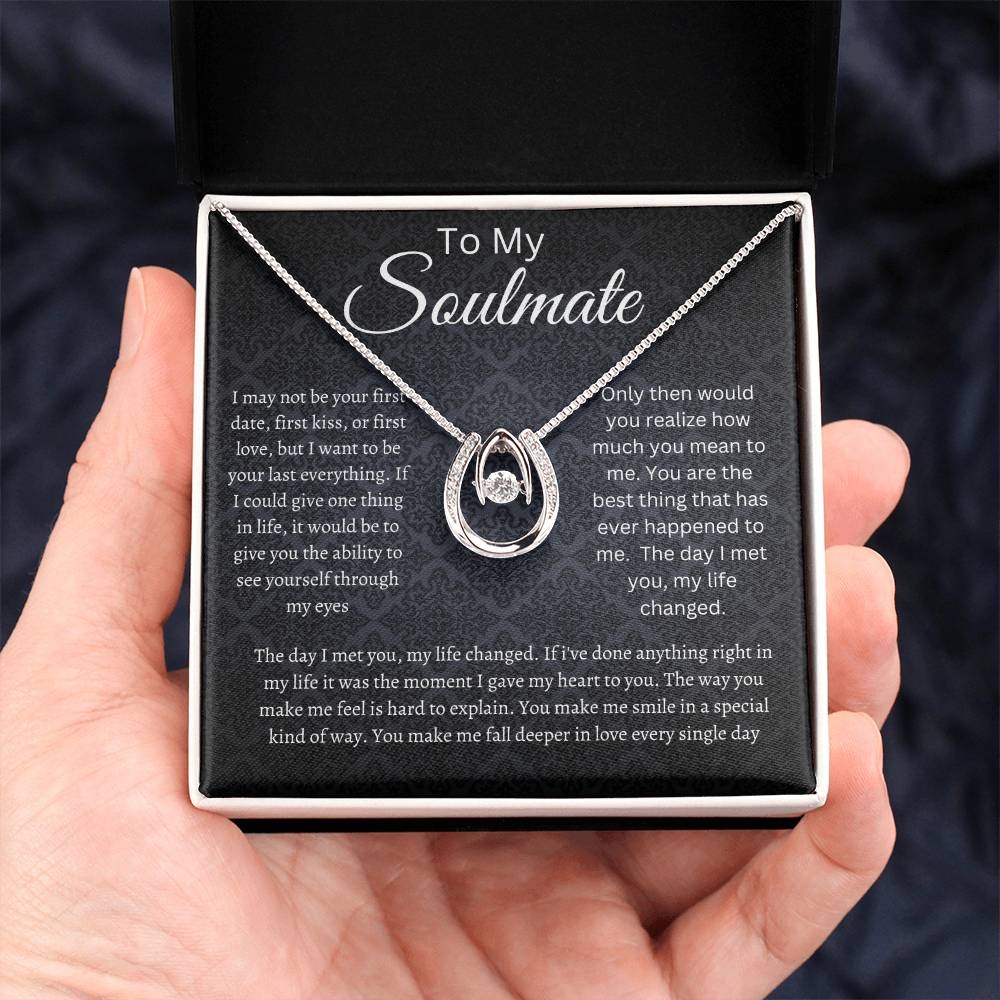 To My
Soulmate
I may not be your first
date, first kiss, or first
love, but I want to be
your last everything. If
I could give one thing
in life, it would be to
give you the ability to
see yourself through
my eyes
Only then would
you realize how
much you mean to
me. You are the
best thing that has
ever happened to
me. The day I met
you, my life
changed.
The day I met you, my life changed. If i've done anything right in
my life it was the moment I gave my heart to you. The way you
make me feel is hard to explain. You make me smile in a special
kind of way. You make me fall deeper in love every single day